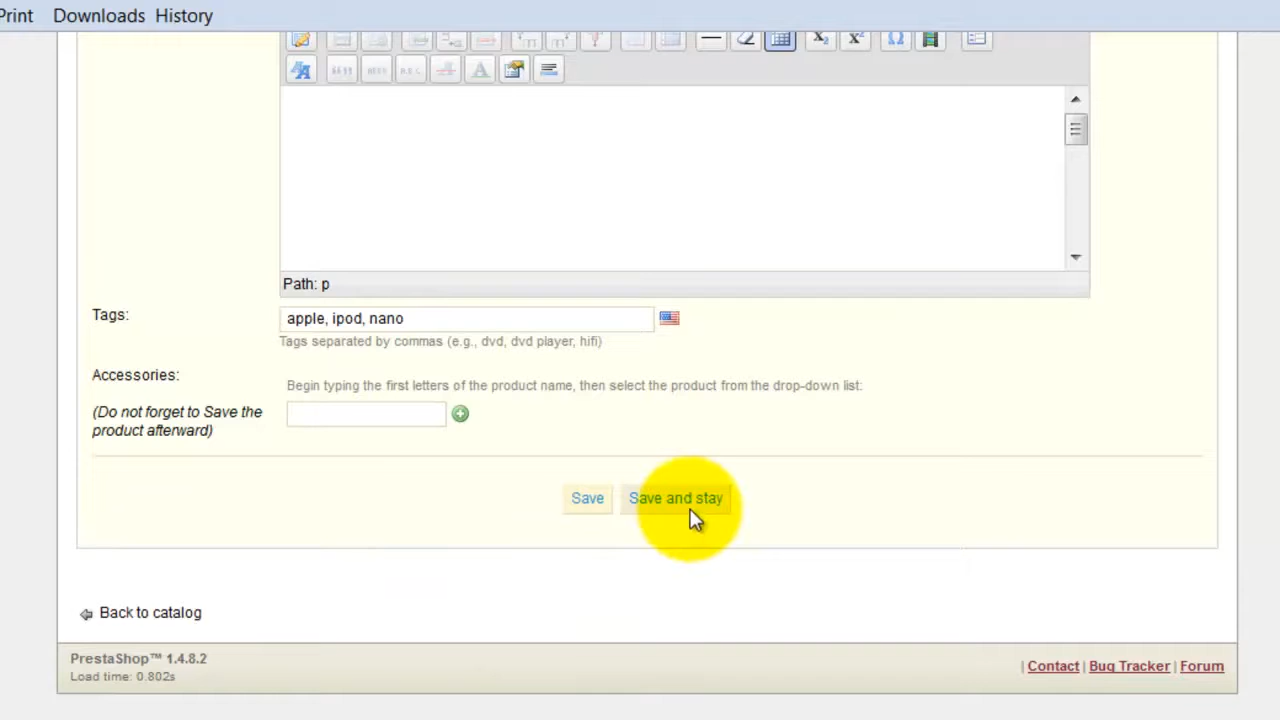 Print Downloads History
Path: p
Tags:
apple, ipod, nano
Tags separated by commas (e.g., dvd, dvd player, hifi)
Accessories:
Begin typing the first letters of the product name, then select the product from the drop-down list:
(Do not forget to Save the
product afterward)
Save Save and stay
Back to catalog
PrestaShop™ 1.4.8.2
Load time: 0.802s
| Contact | Bug Tracker | Forum